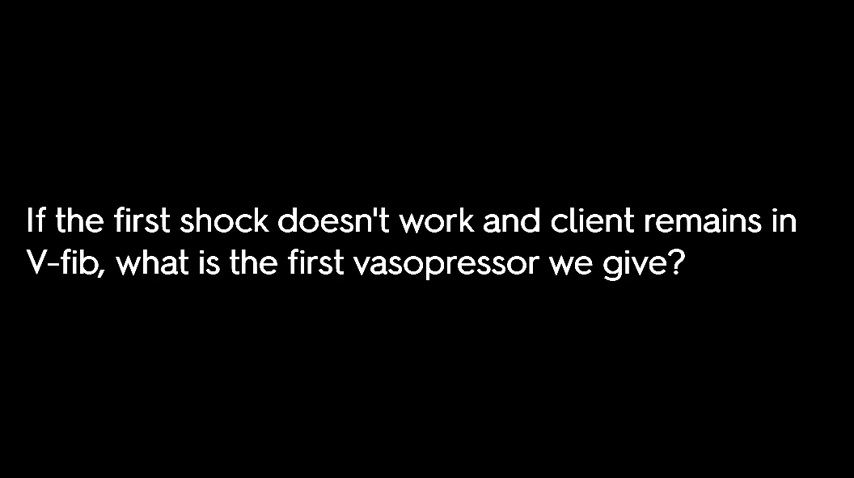 If the first shock doesn't work and client remains in
V-fib, what is the first vasopressor we give?